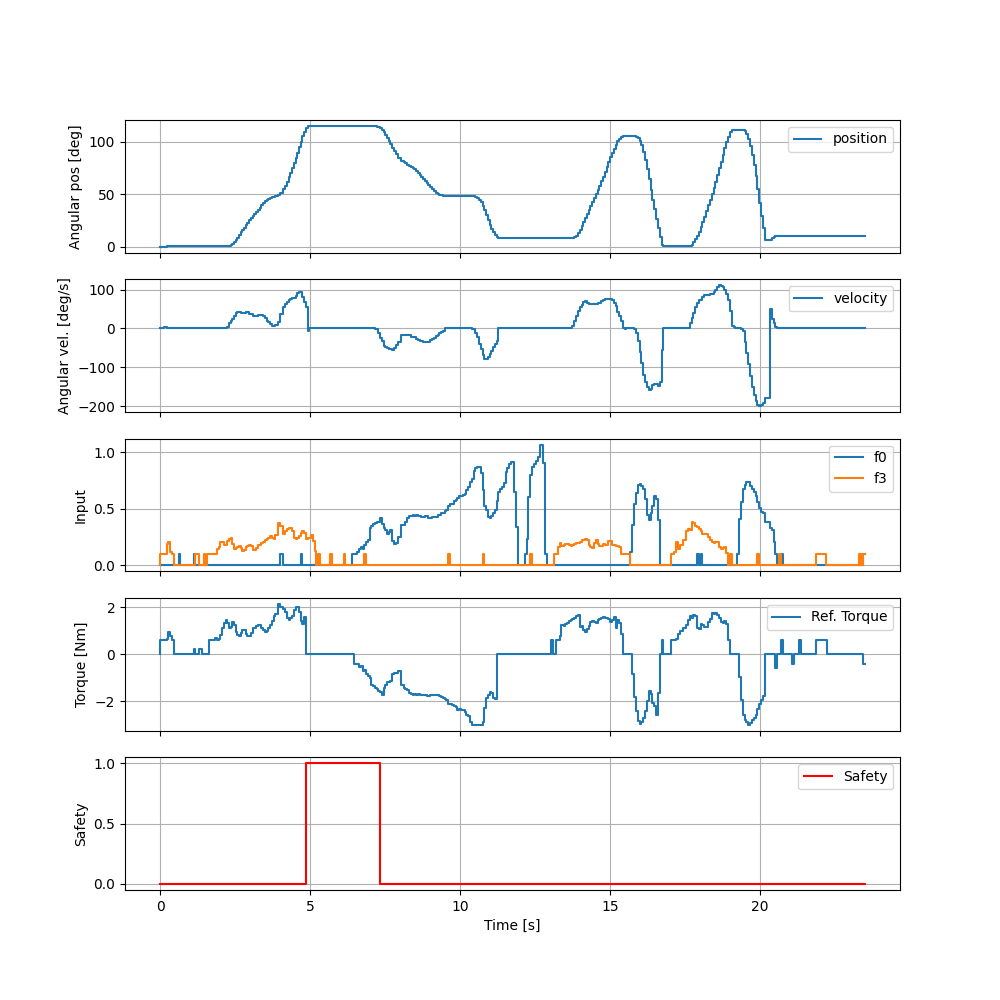 100
50
0
Angular pos [deg]
position
100
0
−100
−200
Angular vel. [deg/s]
velocity
1.0
0.5
0.0
Input
f0
f3
2
0
−2
Torque [Nm]
Ref. Torque
1.0
0.5
0.0
Safety
Safety
0 5 10 15 20
Time [s]